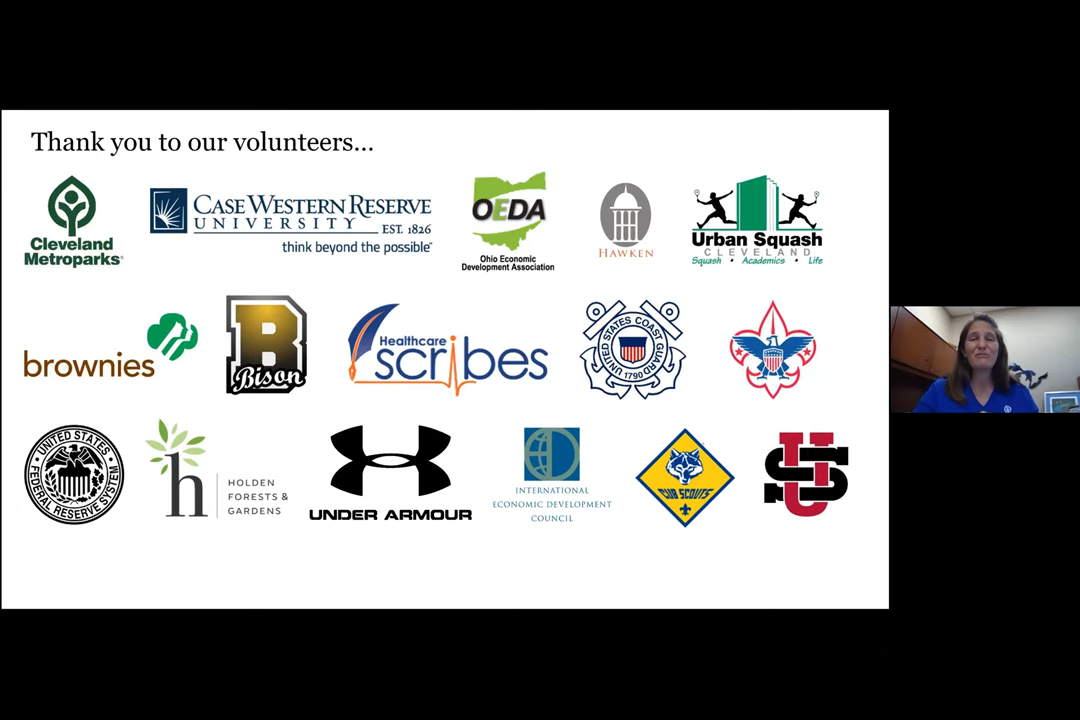 Thank you to our volunteers...
Cleveland
Metroparks
CASE WESTERN RESERVE
UNIVERSITY EST. 1826
think beyond the possible
OEDA
Ohio Economic
Development Association
HAWKEN
Urban Squash
CLEVELAND
Squash • Academics • Life
brownies
B
Bison
Healthcare
scribes
UNITED STATES COAST GUARD
1790
UNITED STATES
FEDERAL RESERVE SYSTEM
h
HOLDEN
FORESTS &
GARDENS
UNDER ARMOUR
INTERNATIONAL
ECONOMIC DEVELOPMENT
COUNCIL
CUB SCOUTS
US